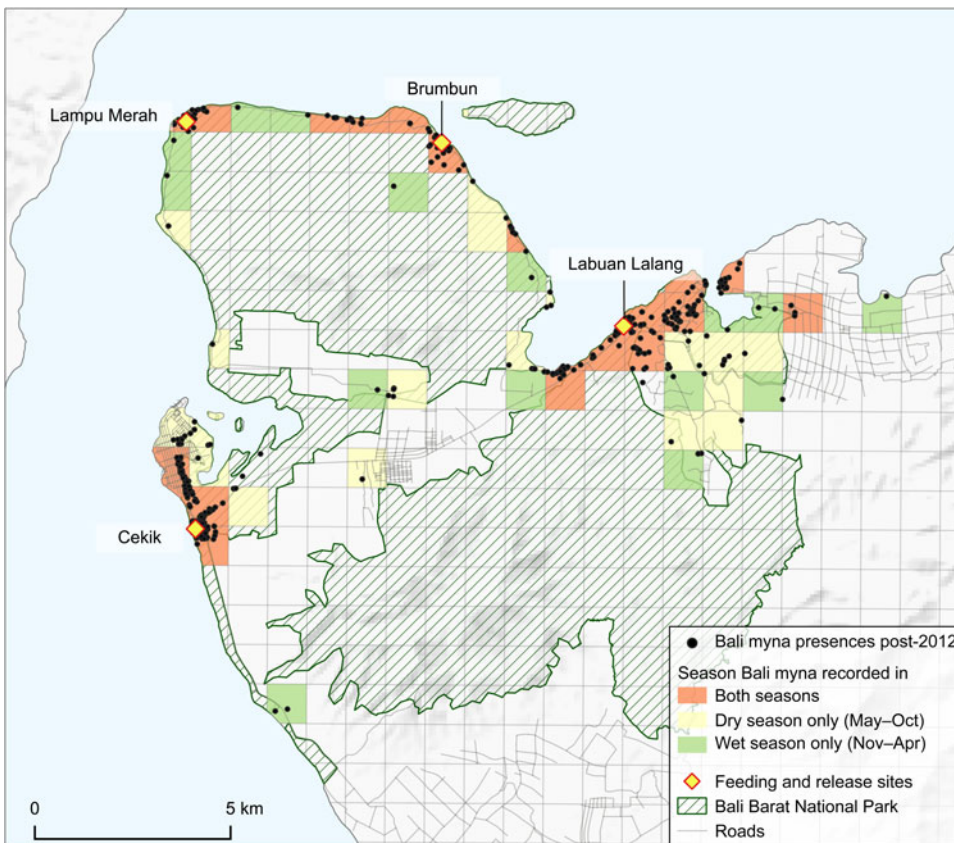 Brumbun
Lampu Merah
Labuan Lalang
Cekik
Bali myna presences post-2012
Season Bali myna recorded in
Both seasons
Dry season only (May–Oct)
Wet season only (Nov–Apr)
Feeding and release sites
Bali Barat National Park
Roads
0 5 km